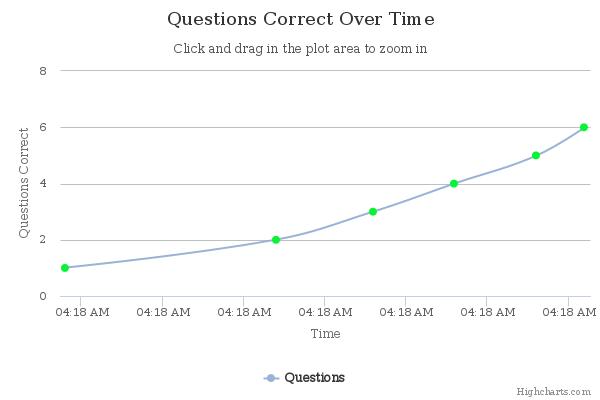 Questions Correct Over Time
Click and drag in the plot area to zoom in
Questions Correct
8
6
4
2
0
04:18 AM 04:18 AM 04:18 AM 04:18 AM 04:18 AM 04:18 AM 04:18 AM
Time
Questions
Highcharts.com